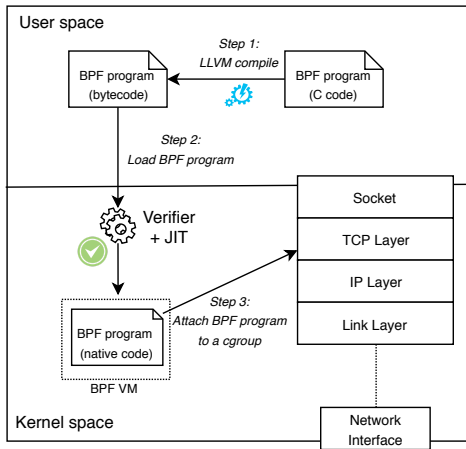 User space
Step 1:
LLVM compile
BPF program
(bytecode)
BPF program
(C code)
Step 2:
Load BPF program
Verifier
+ JIT
Socket
TCP Layer
IP Layer
Link Layer
Step 3:
Attach BPF program
to a cgroup
BPF program
(native code)
BPF VM
Kernel space
Network
Interface